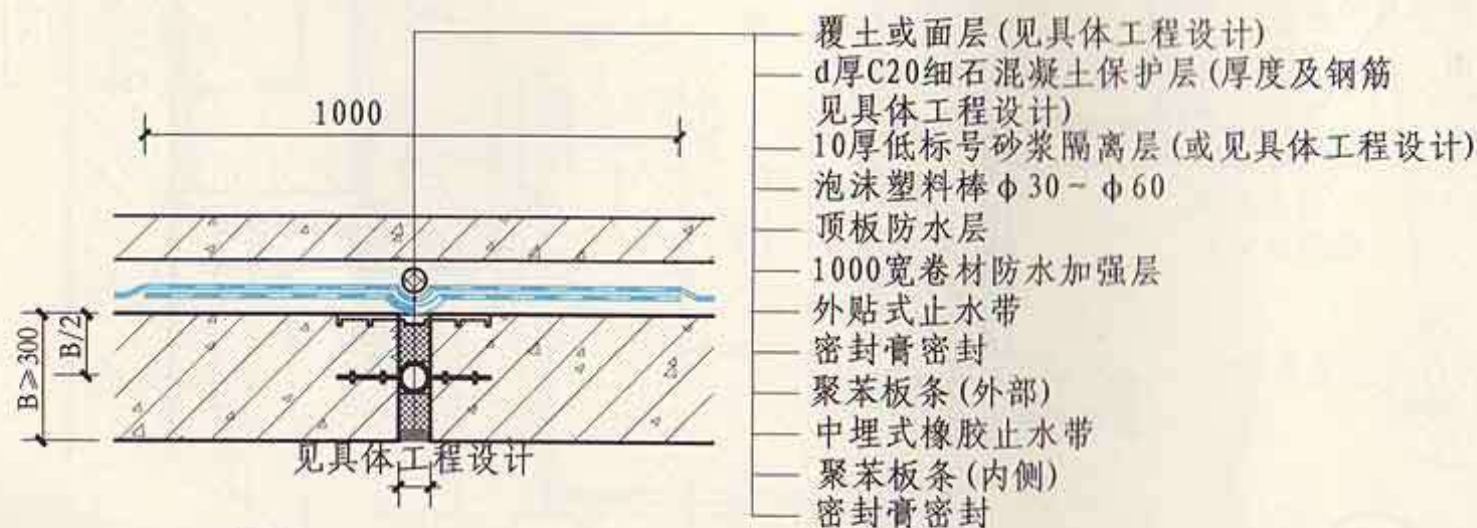 覆土或面层(见具体工程设计)
d厚C20细石混凝土保护层(厚度及钢筋
见具体工程设计)
10厚低标号砂浆隔离层(或见具体工程设计)
泡沫塑料棒φ30~φ60
顶板防水层
1000宽卷材防水加强层
外贴式止水带
密封膏密封
聚苯板条(外部)
中埋式橡胶止水带
聚苯板条(内侧)
密封膏密封
1000
B≥300
B/2
见具体工程设计